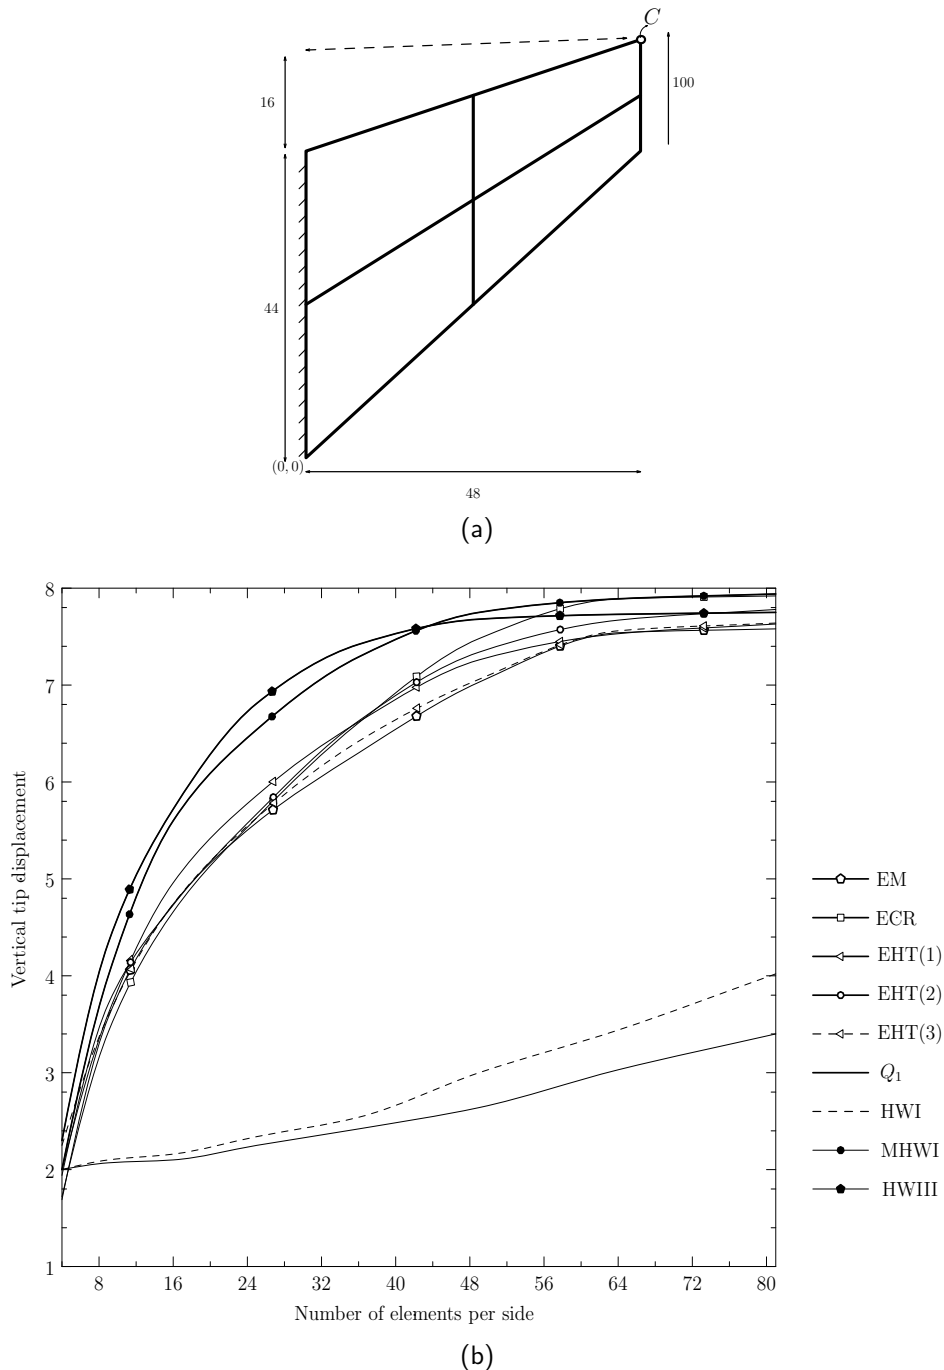 C
16
100
44
(0, 0)
48
(a)
8
7
6
5
4
3
2
1
Vertical tip displacement
8 16 24 32 40 48 56 64 72 80
Number of elements per side
EM
ECR
EHT(1)
EHT(2)
EHT(3)
Q₁
HWI
MHWI
HWIII
(b)